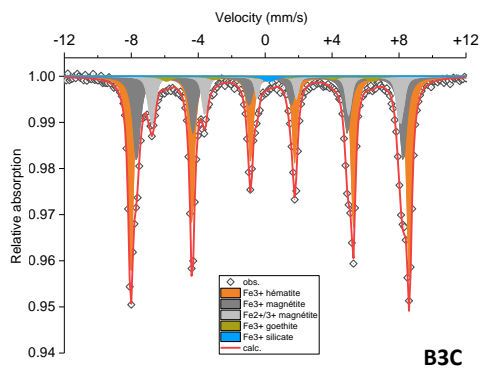 Velocity (mm/s)
-12 -8 -4 0 +4 +8 +12
1.00
0.99
0.98
0.97
0.96
0.95
0.94
Relative absorption
obs.
Fe3+ hématite
Fe3+ magnétite
Fe2+/3+ magnétite
Fe3+ goethite
Fe3+ silicate
calc.
B3C